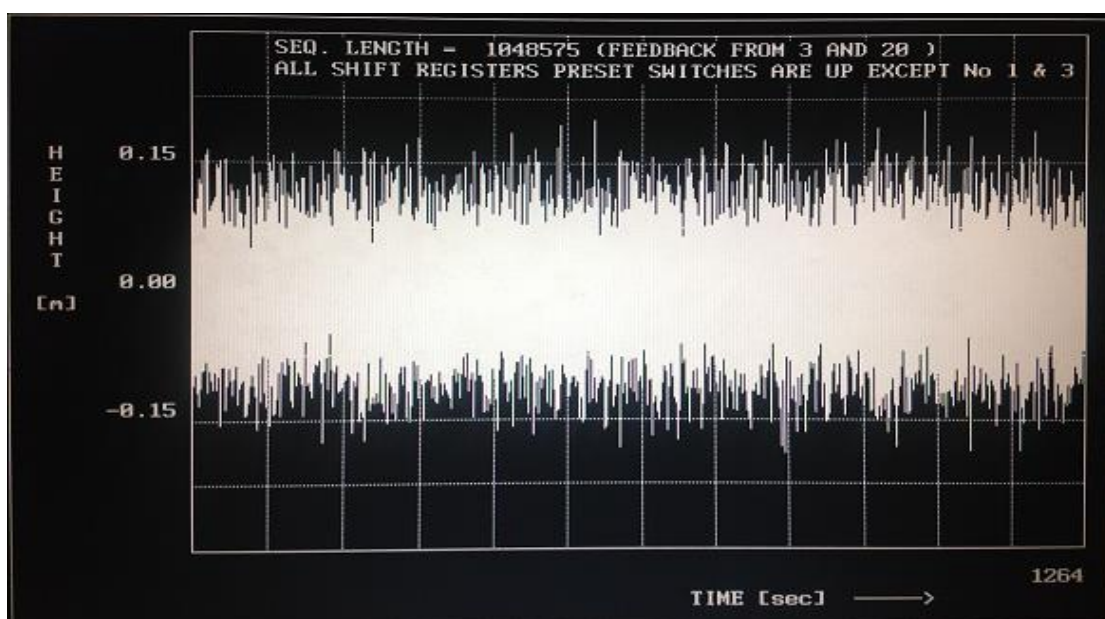 SEQ. LENGTH = 1048575 (FEEDBACK FROM 3 AND 20 )
ALL SHIFT REGISTERS PRESET SWITCHES ARE UP EXCEPT No 1 & 3
HEIGHT
[m]
0.15
0.00
-0.15
1264
TIME [sec]